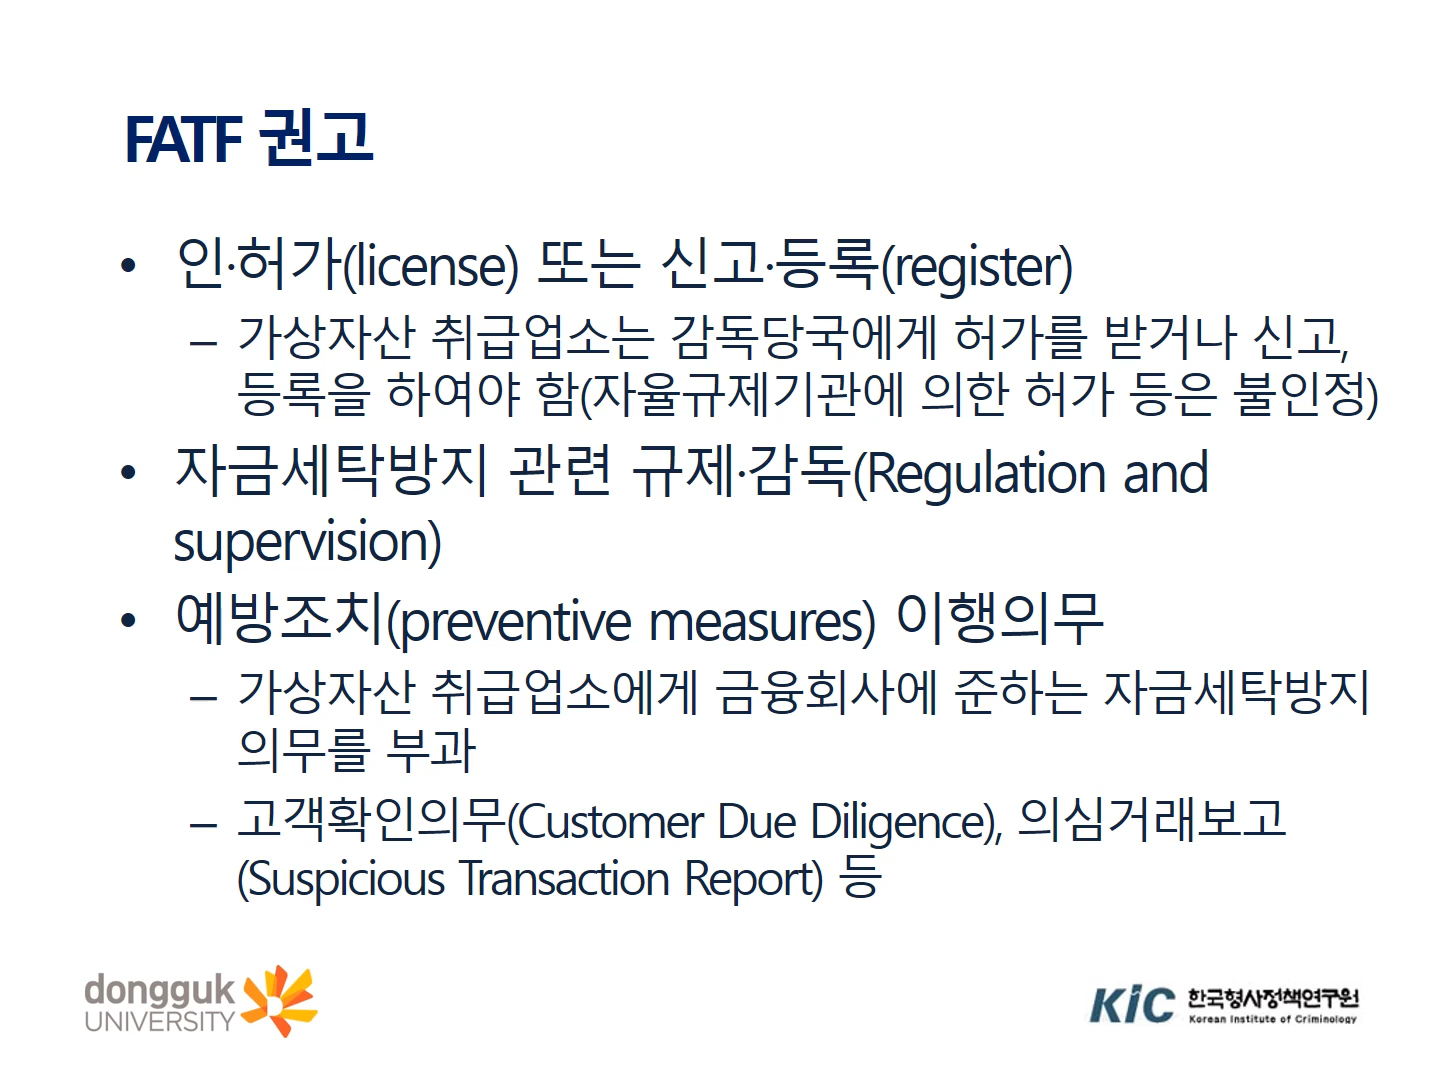 FATF 권고
• 인·허가(license) 또는 신고·등록(register)
– 가상자산 취급업소는 감독당국에게 허가를 받거나 신고,
등록을 하여야 함(자율규제기관에 의한 허가 등은 불인정)
• 자금세탁방지 관련 규제·감독(Regulation and
supervision)
• 예방조치(preventive measures) 이행의무
– 가상자산 취급업소에게 금융회사에 준하는 자금세탁방지
의무를 부과
– 고객확인의무(Customer Due Diligence), 의심거래보고
(Suspicious Transaction Report) 등
dongguk
UNIVERSITY
KiC 한국형사정책연구원
Korean Institute of Criminology